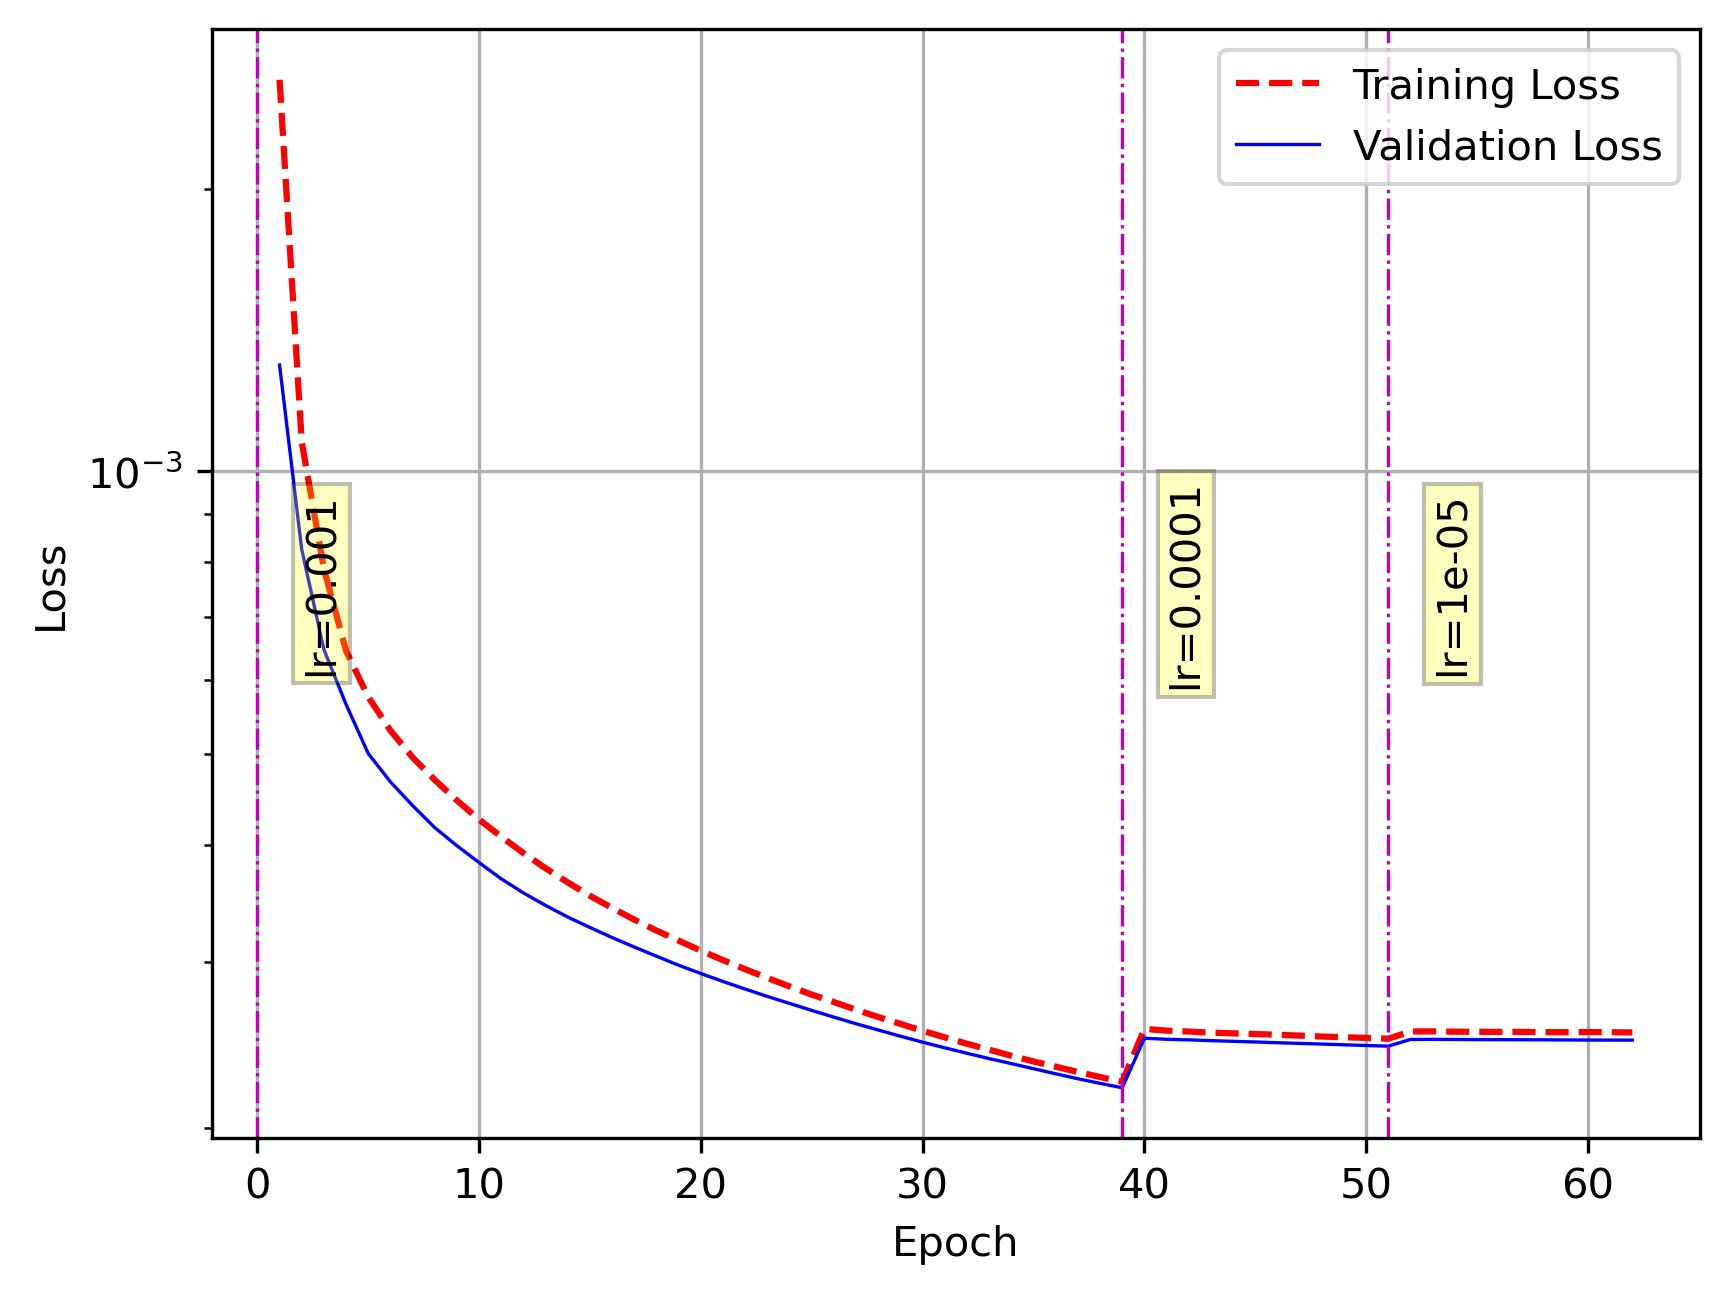 Training Loss
Validation Loss
10⁻³
Loss
lr=0.001
lr=0.0001
lr=1e-05
0 10 20 30 40 50 60
Epoch